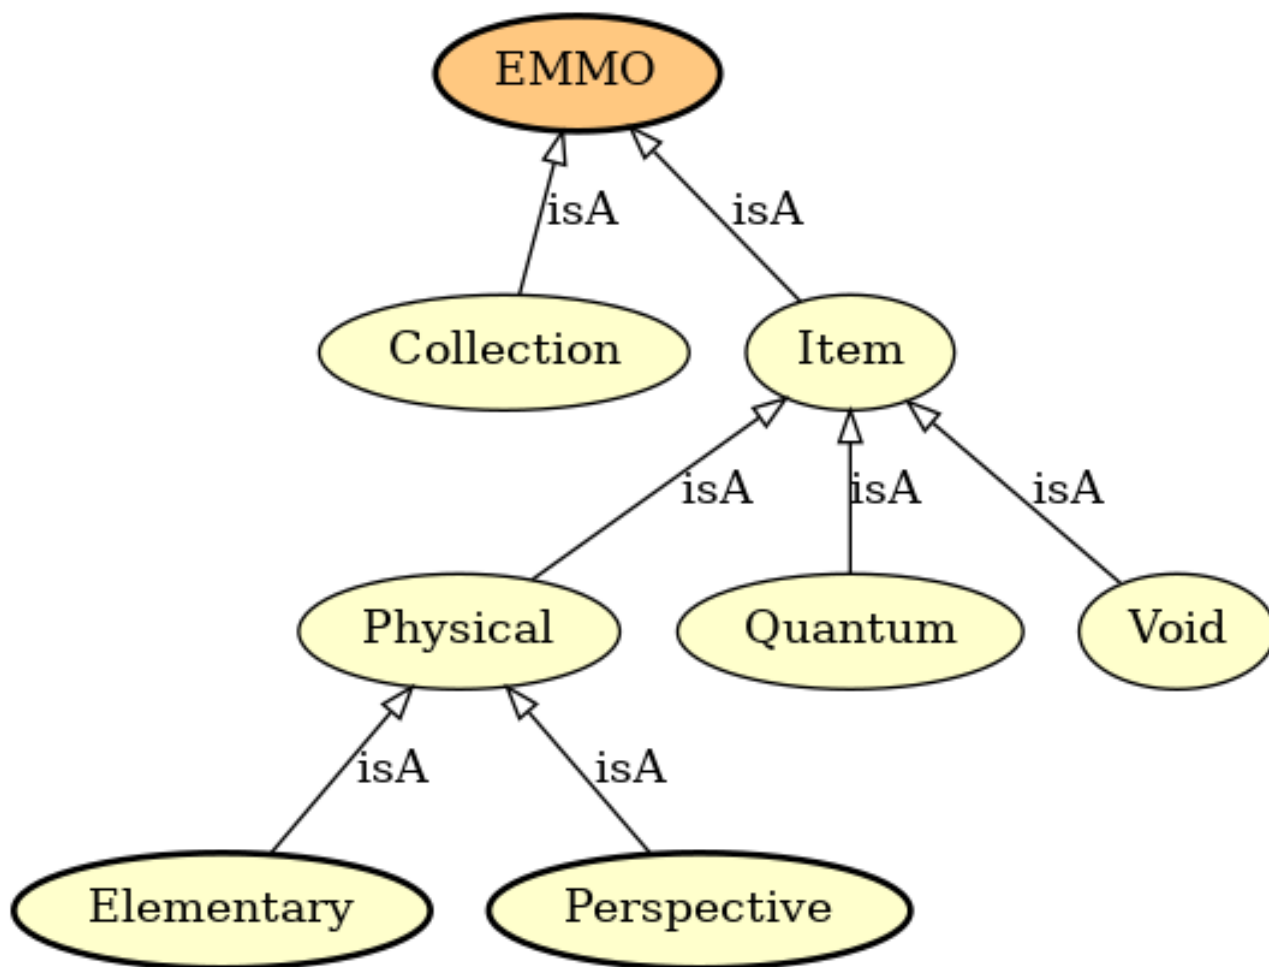 EMMO
isA
isA
Collection
Item
isA
isA
isA
Physical
Quantum
Void
isA
isA
Elementary
Perspective